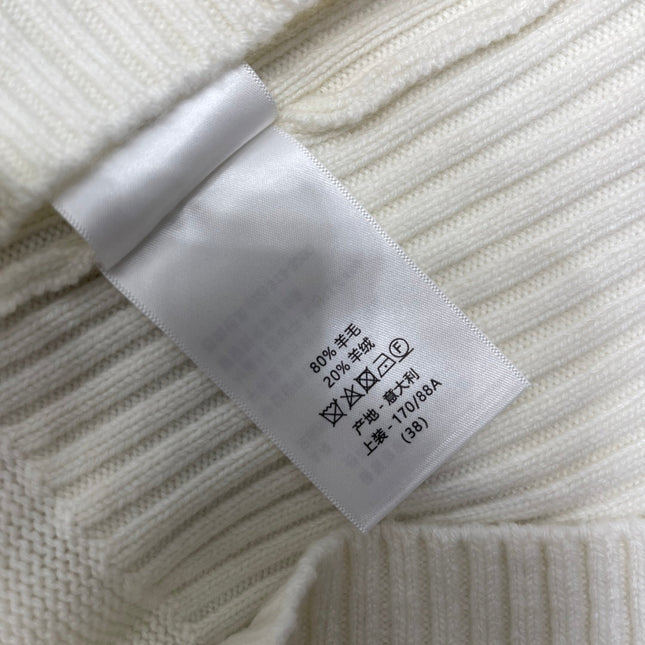 80% 羊毛
20% 羊绒
F
产地 - 意大利
上装 - 170/88A
(38)